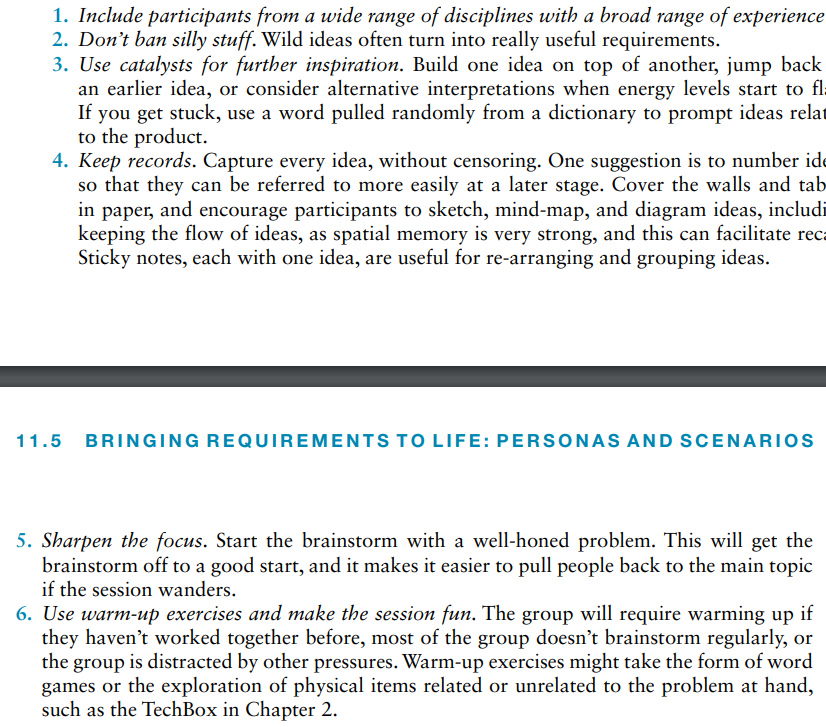 1. Include participants from a wide range of disciplines with a broad range of experience
2. Don't ban silly stuff. Wild ideas often turn into really useful requirements.
3. Use catalysts for further inspiration. Build one idea on top of another, jump back
an earlier idea, or consider alternative interpretations when energy levels start to
If you get stuck, use a word pulled randomly from a dictionary to prompt ideas
to the product.
4. Keep records. Capture every idea, without censoring. One suggestion is to number
so that they can be referred to more easily at a later stage. Cover the walls and
in paper, and encourage participants to sketch, mind-map, and diagram ideas,
keeping the flow of ideas, as spatial memory is very strong, and this can facilitate
Sticky notes, each with one idea, are useful for re-arranging and grouping ideas.
11.5 BRINGING REQUIREMENTS TO LIFE: PERSONAS AND SCENARIOS
5. Sharpen the focus. Start the brainstorm with a well-honed problem. This will get the
brainstorm off to a good start, and it makes it easier to pull people back to the main topic
if the session wanders.
6. Use warm-up exercises and make the session fun. The group will require warming up if
they haven't worked together before, most of the group doesn't brainstorm regularly, or
the group is distracted by other pressures. Warm-up exercises might take the form of word
games or the exploration of physical items related or unrelated to the problem at hand,
such as the TechBox in Chapter 2.